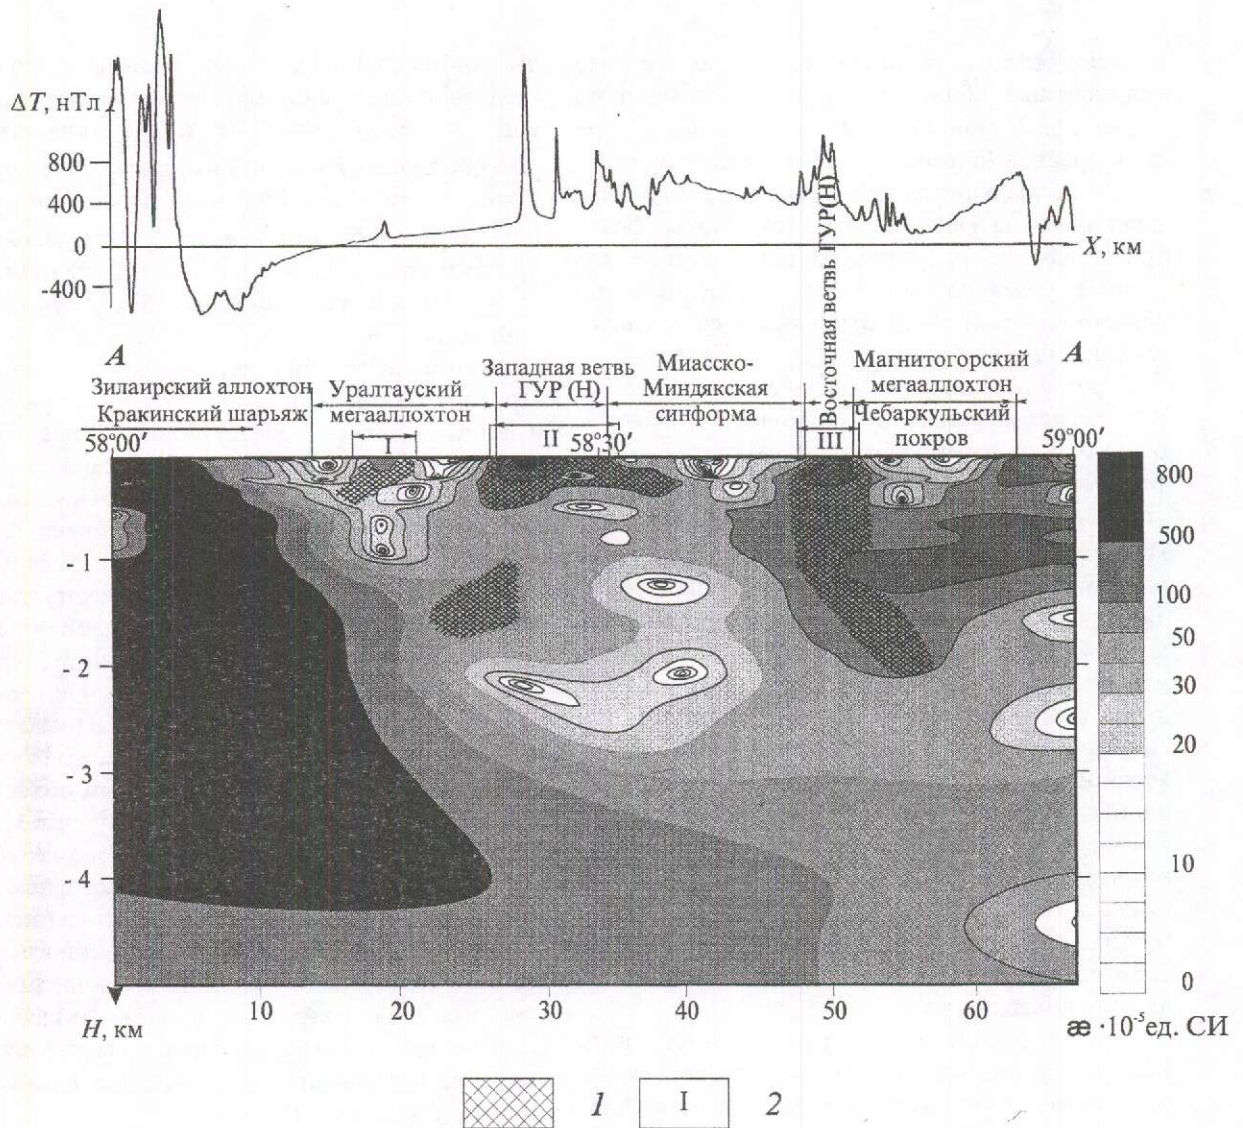 ΔT, нТл
800
400
0
-400
X, км
А
А
Зилаирский аллохтон
Кракинский шарьяж
Уралтауский
мегааллохтон
I
Западная ветвь
ГУР (Н)
II
Миасско-
Миндякская
синформа
Восточная ветвь ГУР(Н)
III
Магнитогорский
мегааллохтон
Чебаркульский
покров
58°00′
58°30′
59°00′
- 1
- 2
- 3
- 4
H, км
10
20
30
40
50
60
800
500
100
50
30
20
10
0
æ ·10⁻⁵ед. СИ
1
I
2